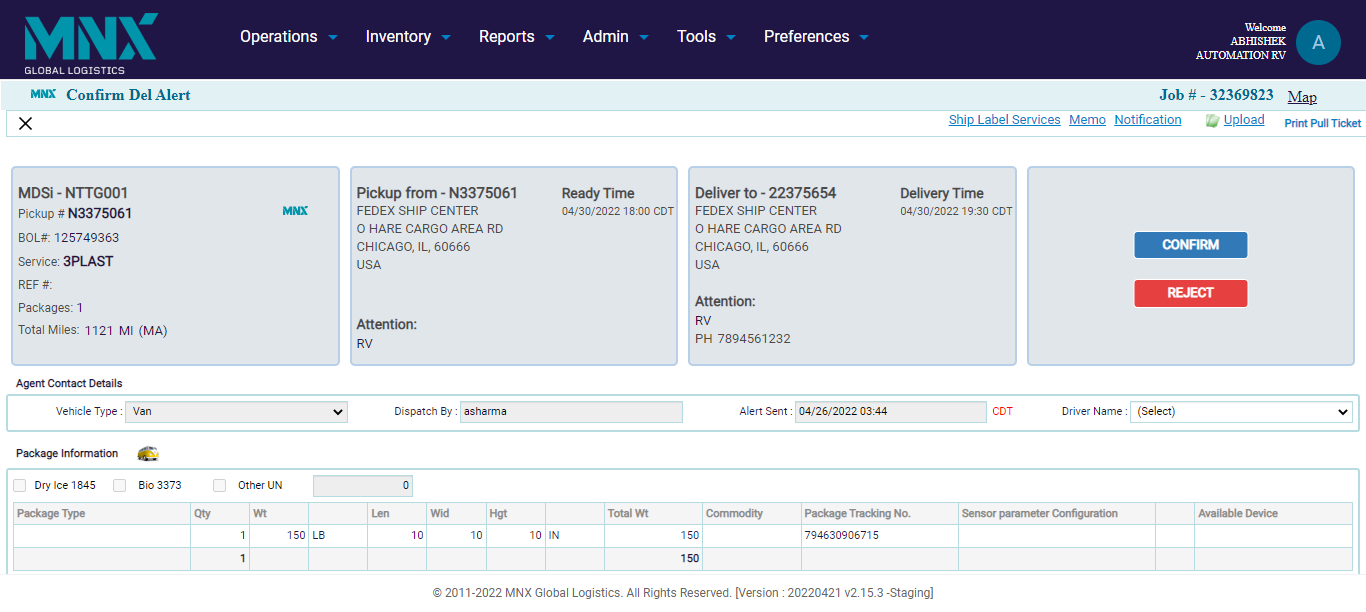 MNX
GLOBAL LOGISTICS
Operations Inventory Reports Admin Tools Preferences
Welcome
ABHISHEK
AUTOMATION RV
A
MNX Confirm Del Alert
Job # - 32369823 Map
Ship Label Services Memo Notification Upload Print Pull Ticket
MDSi - NTTG001
Pickup # N3375061
MNX
BOL#: 125749363
Service: 3PLAST
REF #:
Packages: 1
Total Miles: 1121 MI (MA)
Pickup from - N3375061
Ready Time
FEDEX SHIP CENTER
04/30/2022 18:00 CDT
O HARE CARGO AREA RD
CHICAGO, IL, 60666
USA
Attention:
RV
Deliver to - 22375654
Delivery Time
FEDEX SHIP CENTER
04/30/2022 19:30 CDT
O HARE CARGO AREA RD
CHICAGO, IL, 60666
USA
Attention:
RV
PH 7894561232
CONFIRM
REJECT
Agent Contact Details
Vehicle Type : Van Dispatch By : asharma Alert Sent : 04/26/2022 03:44 CDT Driver Name : (Select)
Package Information
Dry Ice 1845 Bio 3373 Other UN 0
Package Type Qty Wt Len Wid Hgt Total Wt Commodity Package Tracking No. Sensor parameter Configuration Available Device
1 150 LB 10 10 10 IN 150 794630906715
1 150
© 2011-2022 MNX Global Logistics. All Rights Reserved. [Version : 20220421 v2.15.3 -Staging]